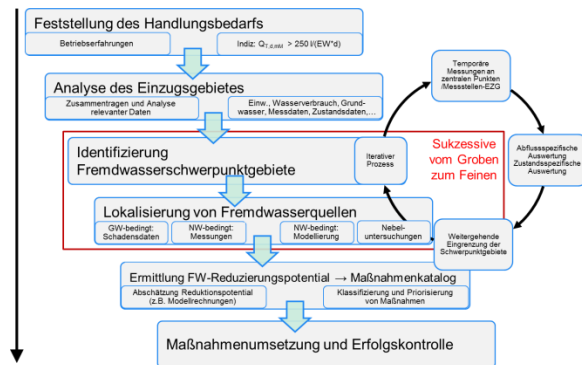 Feststellung des Handlungsbedarfs
Betriebserfahrungen
Indiz: QT,d,mM > 250 l/(EW*d)
Analyse des Einzugsgebietes
Zusammentragen und Analyse
relevanter Daten
Einw., Wasserverbrauch, Grund-
wasser, Messdaten, Zustandsdaten,...
Identifizierung
Fremdwasserschwerpunktgebiete
Iterativer
Prozess
Sukzessive
vom Groben
zum Feinen
Temporäre
Messungen an
zentralen Punkten
/Messstellen-EZG
Abflussspezifische
Auswertung
Zustandsspezifische
Auswertung
Weitergehende
Eingrenzung der
Schwerpunktgebiete
Lokalisierung von Fremdwasserquellen
GW-bedingt:
Schadensdaten
NW-bedingt:
Messungen
NW-bedingt:
Modellierung
Nebel-
untersuchungen
Ermittlung FW-Reduzierungspotential → Maßnahmenkatalog
Abschätzung Reduktionspotential
(z.B. Modellrechnungen)
Klassifizierung und Priorisierung
von Maßnahmen
Maßnahmenumsetzung und Erfolgskontrolle